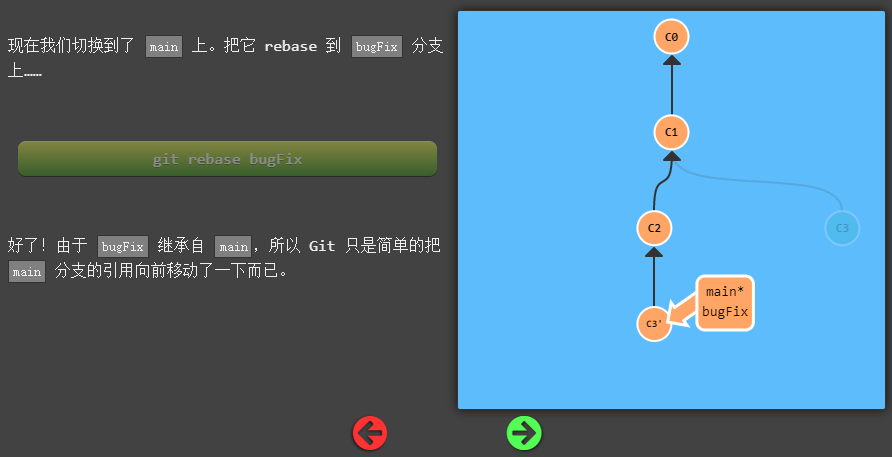 现在我们切换到了 main 上。把它 rebase 到 bugFix 分支
上……
git rebase bugFix
好了！由于 bugFix 继承自 main，所以 Git 只是简单的把
main 分支的引用向前移动了一下而已。
C0
C1
C2
C3
C3'
main*
bugFix